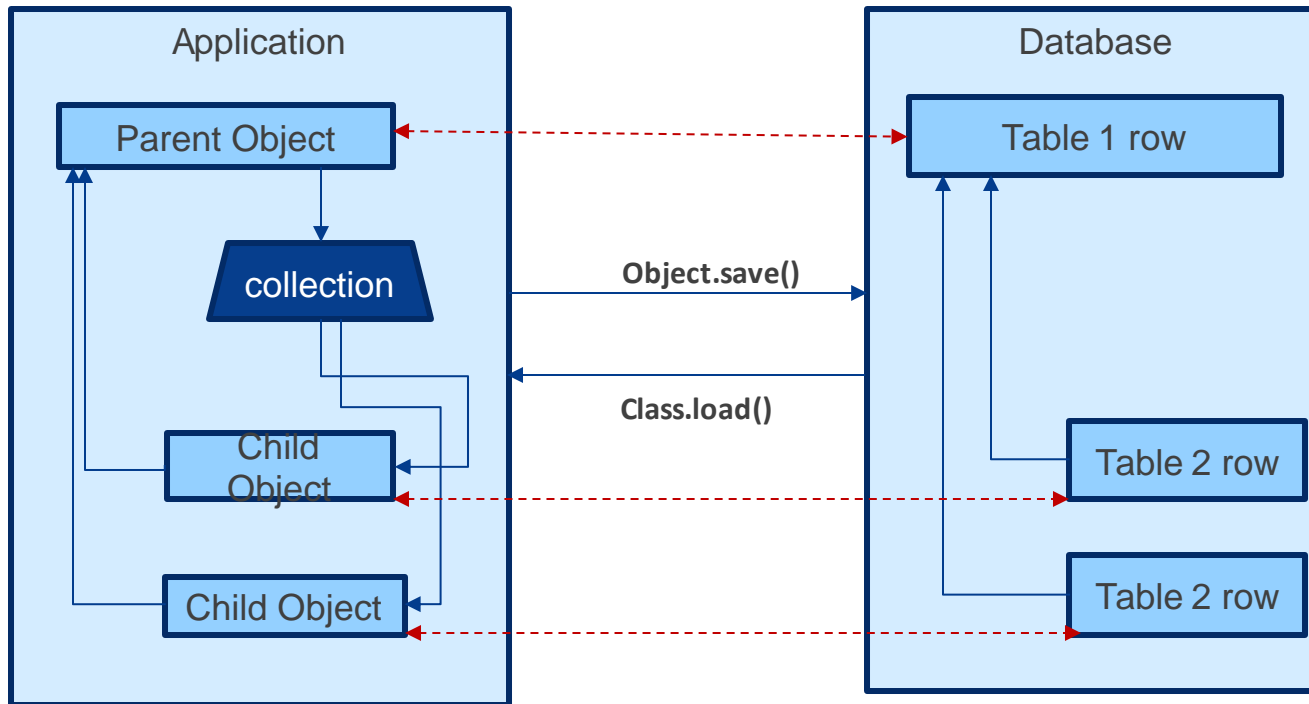 Application
Database
Parent Object
Table 1 row
collection
Object.save()
Class.load()
Child
Object
Table 2 row
Child Object
Table 2 row